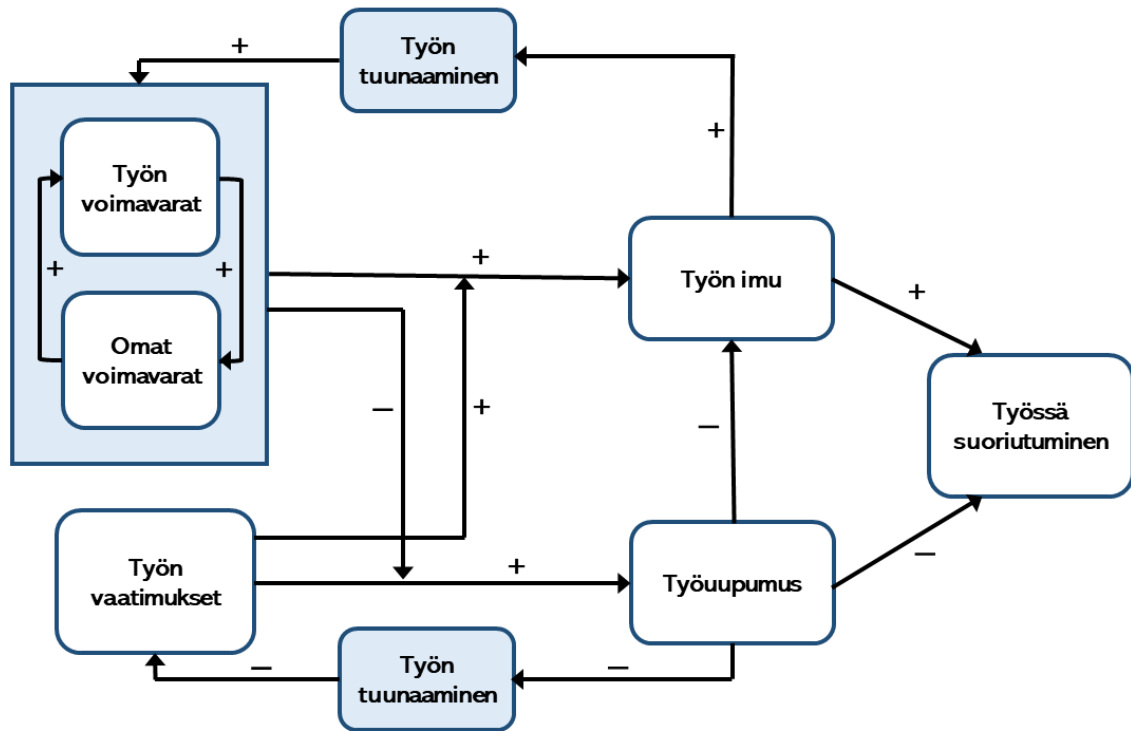 Työn
tuunaaminen
+
+
Työn
voimavarat
+
+
+
Työn imu
+
Omat
voimavarat
–
+
–
Työssä
suoriutuminen
Työn
vaatimukset
+
Työuupumus
–
–
Työn
tuunaaminen
–